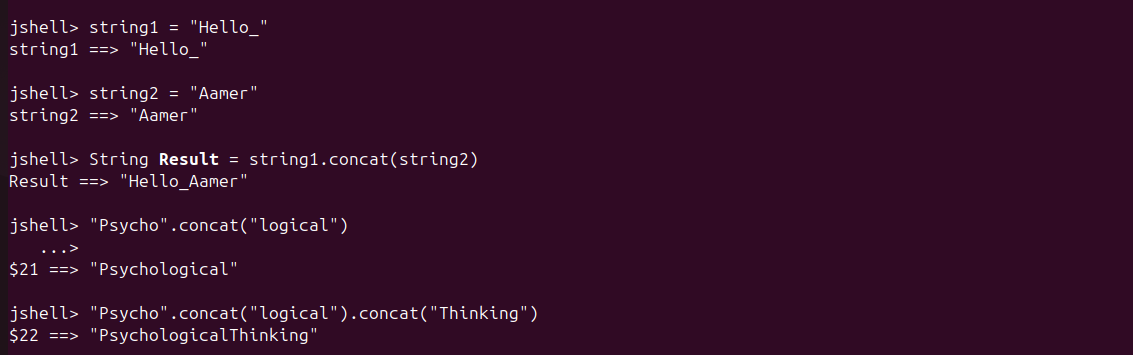 jshell> string1 = "Hello_"
string1 ==> "Hello_"
jshell> string2 = "Aamer"
string2 ==> "Aamer"
jshell> String Result = string1.concat(string2)
Result ==> "Hello_Aamer"
jshell> "Psycho".concat("logical")
...>
$21 ==> "Psychological"
jshell> "Psycho".concat("logical").concat("Thinking")
$22 ==> "PsychologicalThinking"